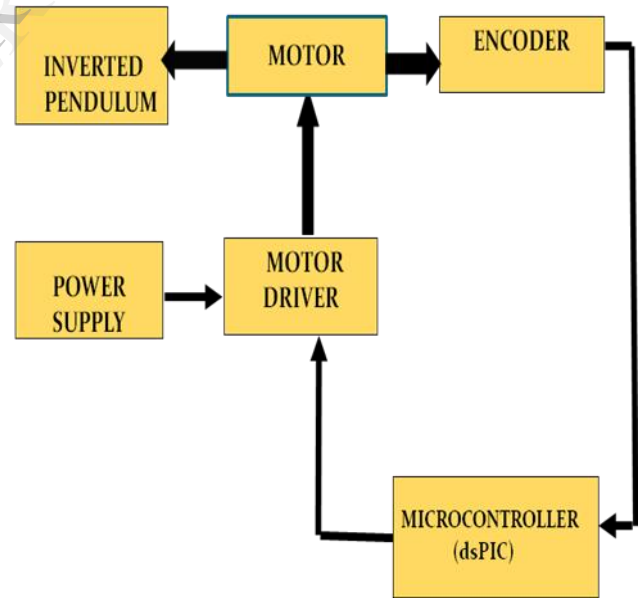 INVERTED
PENDULUM
MOTOR
ENCODER
POWER
SUPPLY
MOTOR
DRIVER
MICROCONTROLLER
(dsPIC)